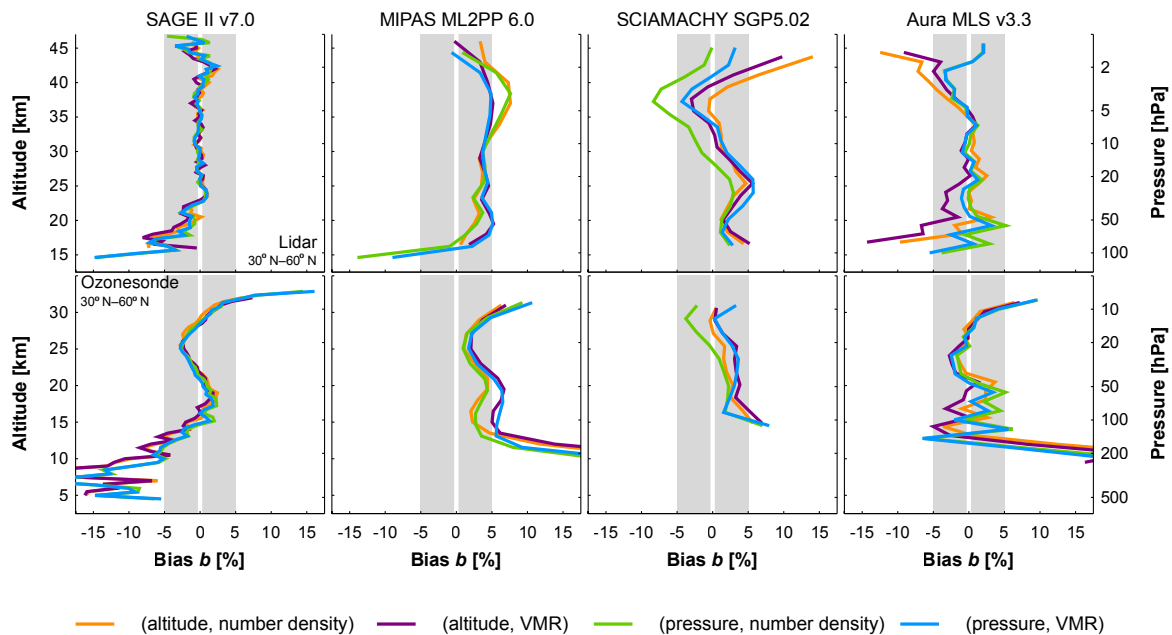 SAGE II v7.0 MIPAS ML2PP 6.0 SCIAMACHY SGP5.02 Aura MLS v3.3
Altitude [km]
45
40
35
30
25
20
15
Lidar
30° N–60° N
2
5
10
20
50
100
Pressure [hPa]
Altitude [km]
30
25
20
15
10
5
Ozonesonde
30° N–60° N
10
20
50
100
200
500
Pressure [hPa]
-15 -10 -5 0 5 10 15 -15 -10 -5 0 5 10 15 -15 -10 -5 0 5 10 15 -15 -10 -5 0 5 10 15
Bias b [%] Bias b [%] Bias b [%] Bias b [%]
(altitude, number density) (altitude, VMR) (pressure, number density) (pressure, VMR)